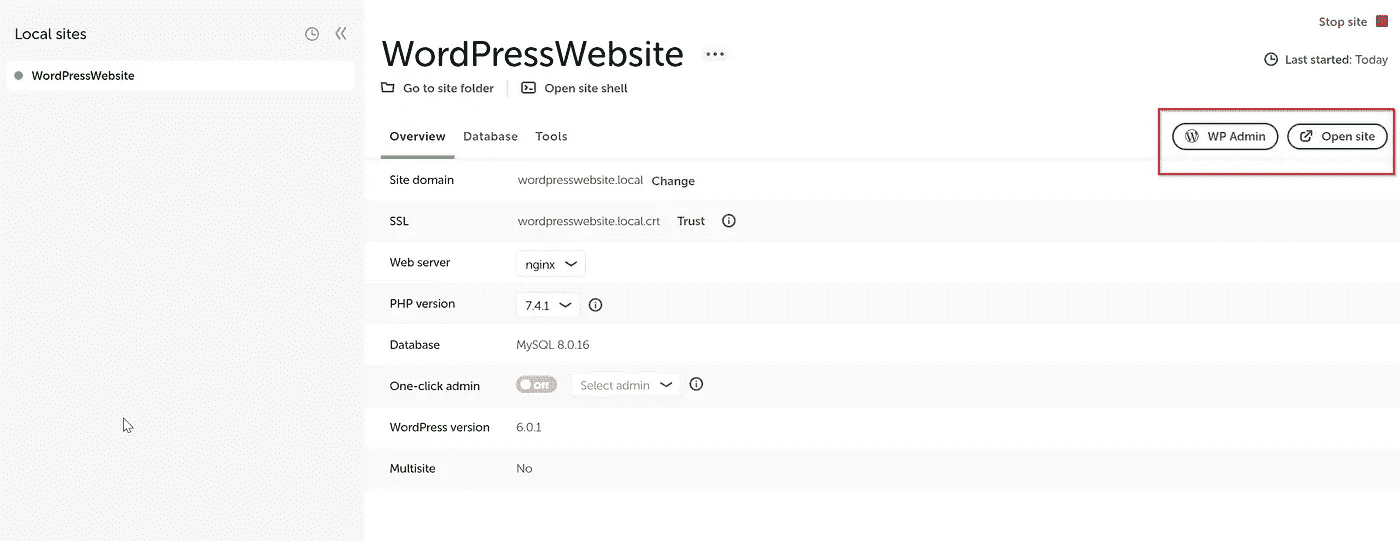 Local sites
WordPressWebsite
Stop site
WordPressWebsite ...
Last started: Today
Go to site folder Open site shell
Overview Database Tools
WP Admin Open site
Site domain wordpresswebsite.local Change
SSL wordpresswebsite.local.crt Trust
Web server nginx
PHP version 7.4.1
Database MySQL 8.0.16
One-click admin Off Select admin
WordPress version 6.0.1
Multisite No